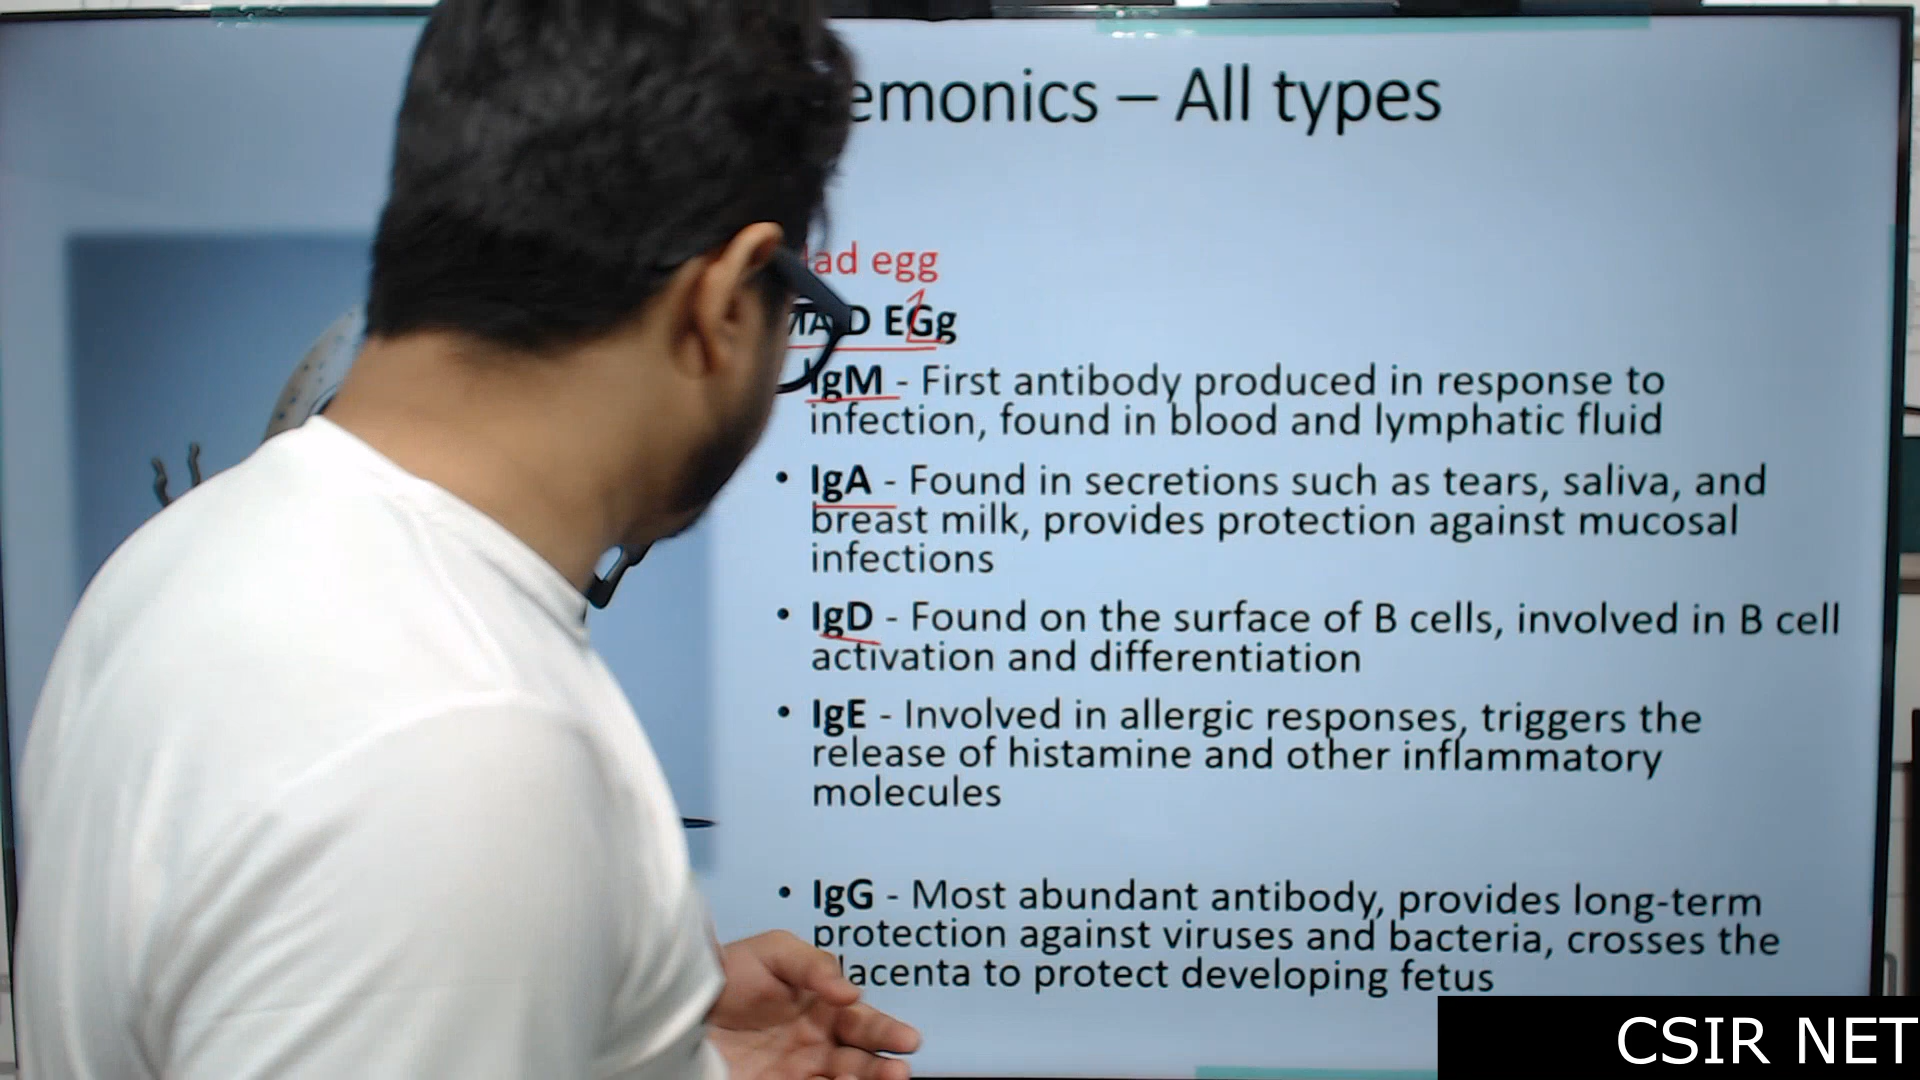 emonics – All types
ad egg
MAD EGg
IgM - First antibody produced in response to
infection, found in blood and lymphatic fluid
• IgA - Found in secretions such as tears, saliva, and
breast milk, provides protection against mucosal
infections
• IgD - Found on the surface of B cells, involved in B cell
activation and differentiation
• IgE - Involved in allergic responses, triggers the
release of histamine and other inflammatory
molecules
• IgG - Most abundant antibody, provides long-term
protection against viruses and bacteria, crosses the
lacenta to protect developing fetus
CSIR NET